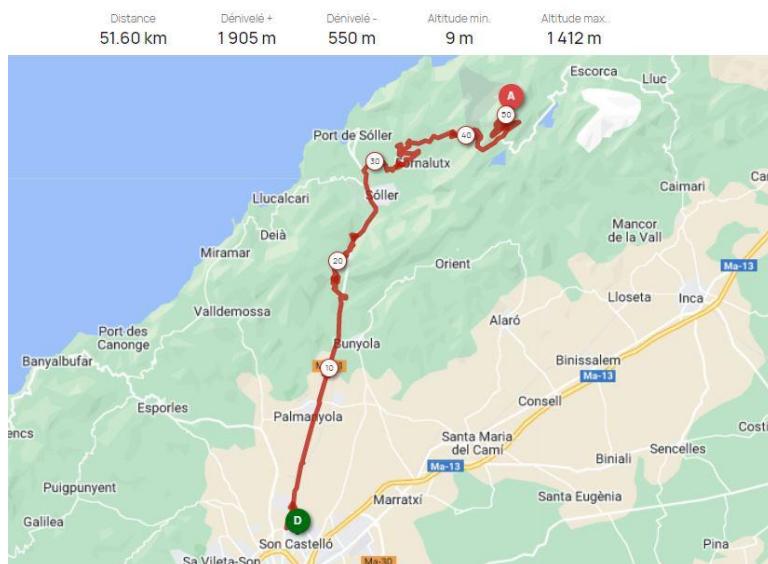 Distance
Dénivelé +
Dénivelé -
Altitude min.
Altitude max.
51.60 km
1 905 m
550 m
9 m
1 412 m
Escorca
Lluc
A
50
Port de Sóller
40
30
Sóller
Caimari
Llucalcari
Mancor
de la Vall
Deià
Miramar
20
Orient
Ma-13
Lloseta
Inca
Valldemossa
Alaró
Port des
Canonge
Bunyola
Banyalbufar
10
Binissalem
Ma-13
Esporles
Consell
Palmanyola
Santa Maria
del Camí
Sencelles
Biniali
Ma-13
Puigpunyent
Marratxí
Santa Eugènia
Galilea
D
Son Castelló
Pina
Sa Vileta-Son
Ma-30